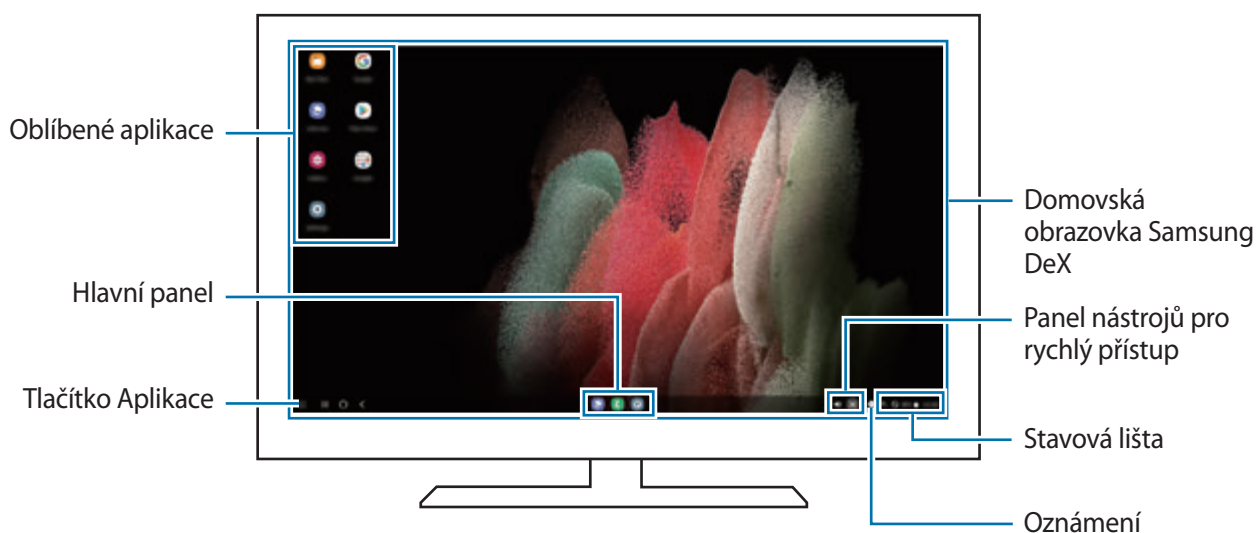 Oblíbené aplikace
Hlavní panel
Tlačítko Aplikace
Domovská
obrazovka Samsung
DeX
Panel nástrojů pro
rychlý přístup
Stavová lišta
Oznámení